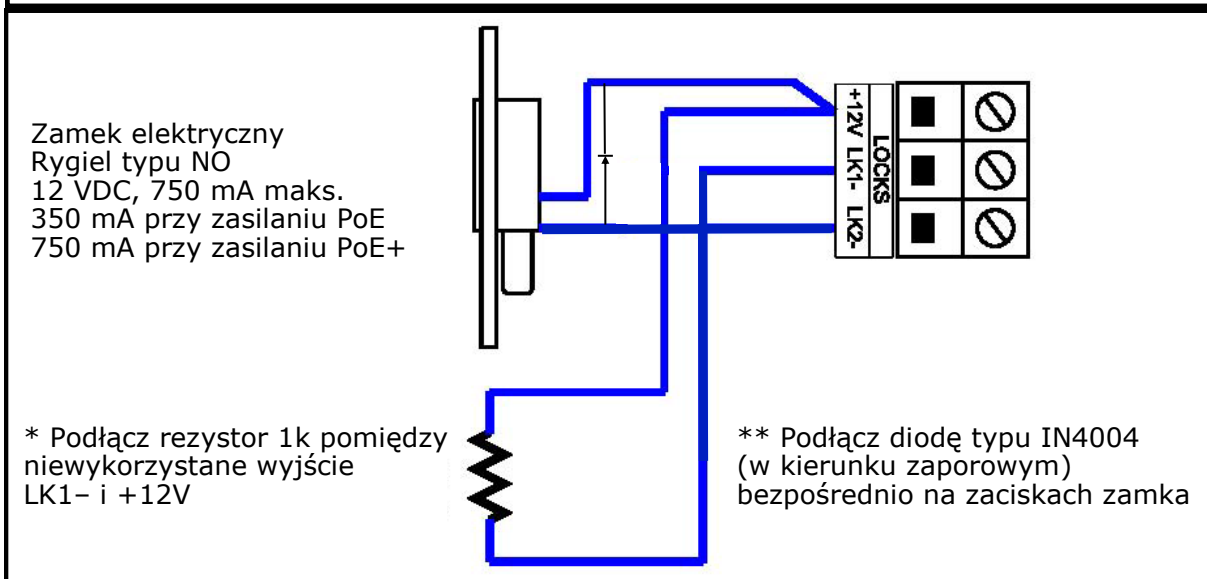 Zamek elektryczny
Rygiel typu NO
12 VDC, 750 mA maks.
350 mA przy zasilaniu PoE
750 mA przy zasilaniu PoE+
+12V LK1- LK2-
LOCKS
* Podłącz rezystor 1k pomiędzy
niewykorzystane wyjście
LK1– i +12V
** Podłącz diodę typu IN4004
(w kierunku zaporowym)
bezpośrednio na zaciskach zamka